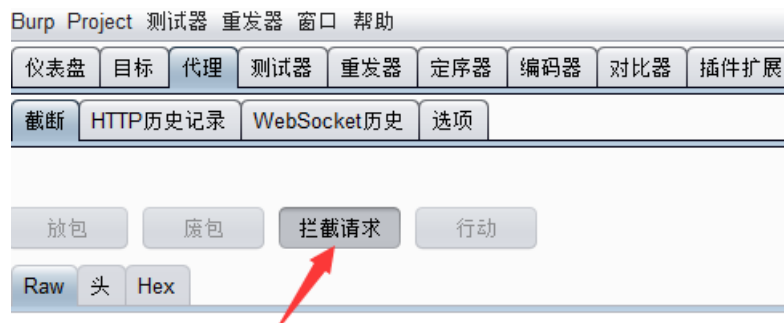 Burp Project 测试器 重发器 窗口 帮助
仪表盘 目标 代理 测试器 重发器 定序器 编码器 对比器 插件扩展
截断 HTTP历史记录 WebSocket历史 选项
放包 废包 拦截请求 行动
Raw 头 Hex